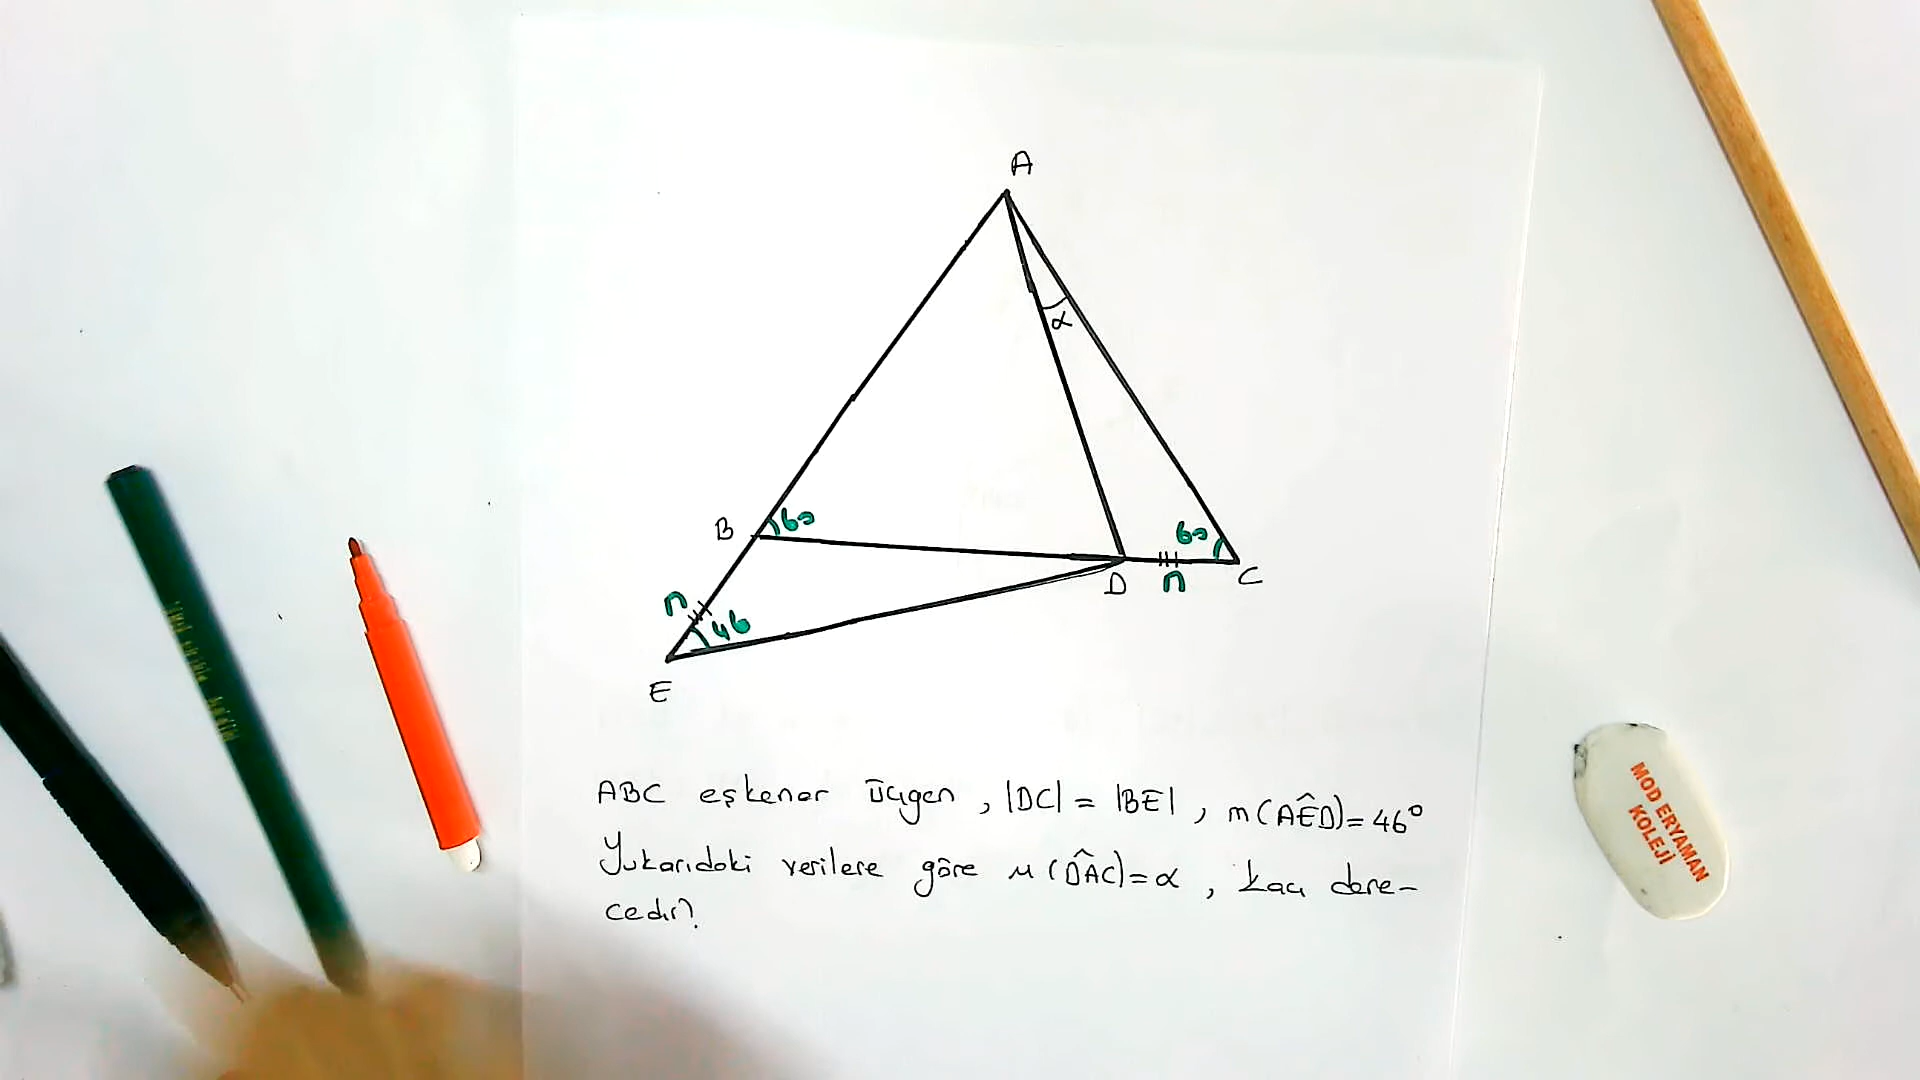 A
α
B
60
60
D
n
C
n
46
E
ABC eşkenar üçgen , |DC| = |BE| , m(AÊD)=46°
Yukarıdaki verilere göre m(DÂC)=α , kaç dere-
cedir?
MOD ERYAMAN
KOLEJİ